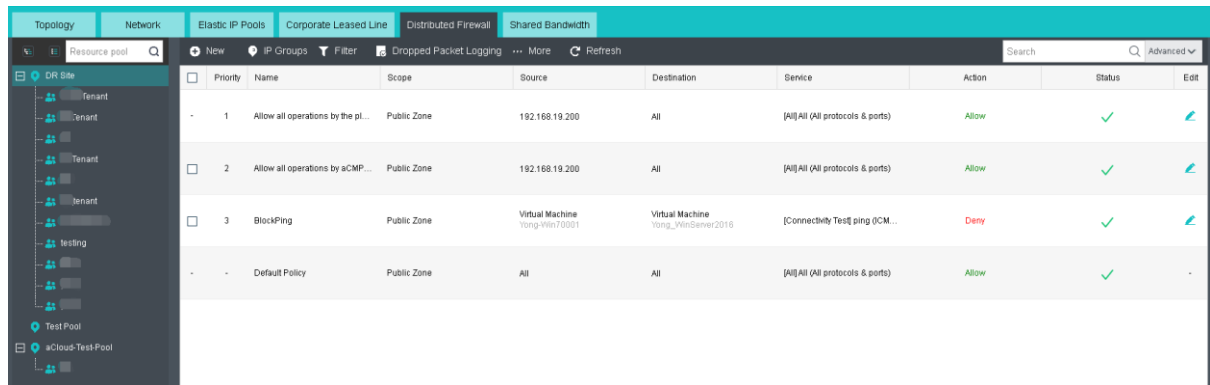 Topology Network Elastic IP Pools Corporate Leased Line Distributed Firewall Shared Bandwidth
Resource pool New IP Groups Filter Dropped Packet Logging ··· More Refresh Search Advanced
DR Site Priority Name Scope Source Destination Service Action Status Edit
Tenant
- 1 Allow all operations by the pl... Public Zone 192.168.19.200 All [All] All (All protocols & ports) Allow
Tenant
2 Allow all operations by aCMP... Public Zone 192.168.19.200 All [All] All (All protocols & ports) Allow
tenant
3 BlockPing Public Zone Virtual Machine Virtual Machine [Connectivity Test] ping (ICM... Deny
Yong-Win70001 Yong_WinServer2016
testing
- - Default Policy Public Zone All All [All] All (All protocols & ports) Allow -
Test Pool
aCloud-Test-Pool